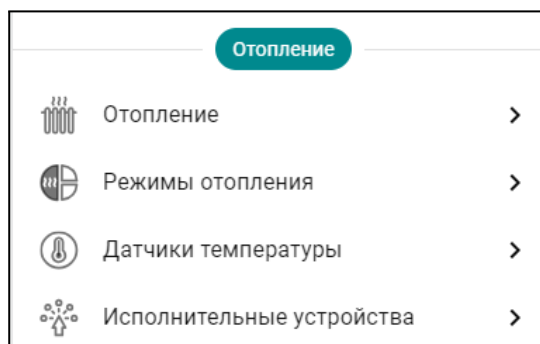 Отопление
Отопление
Режимы отопления
Датчики температуры
Исполнительные устройства